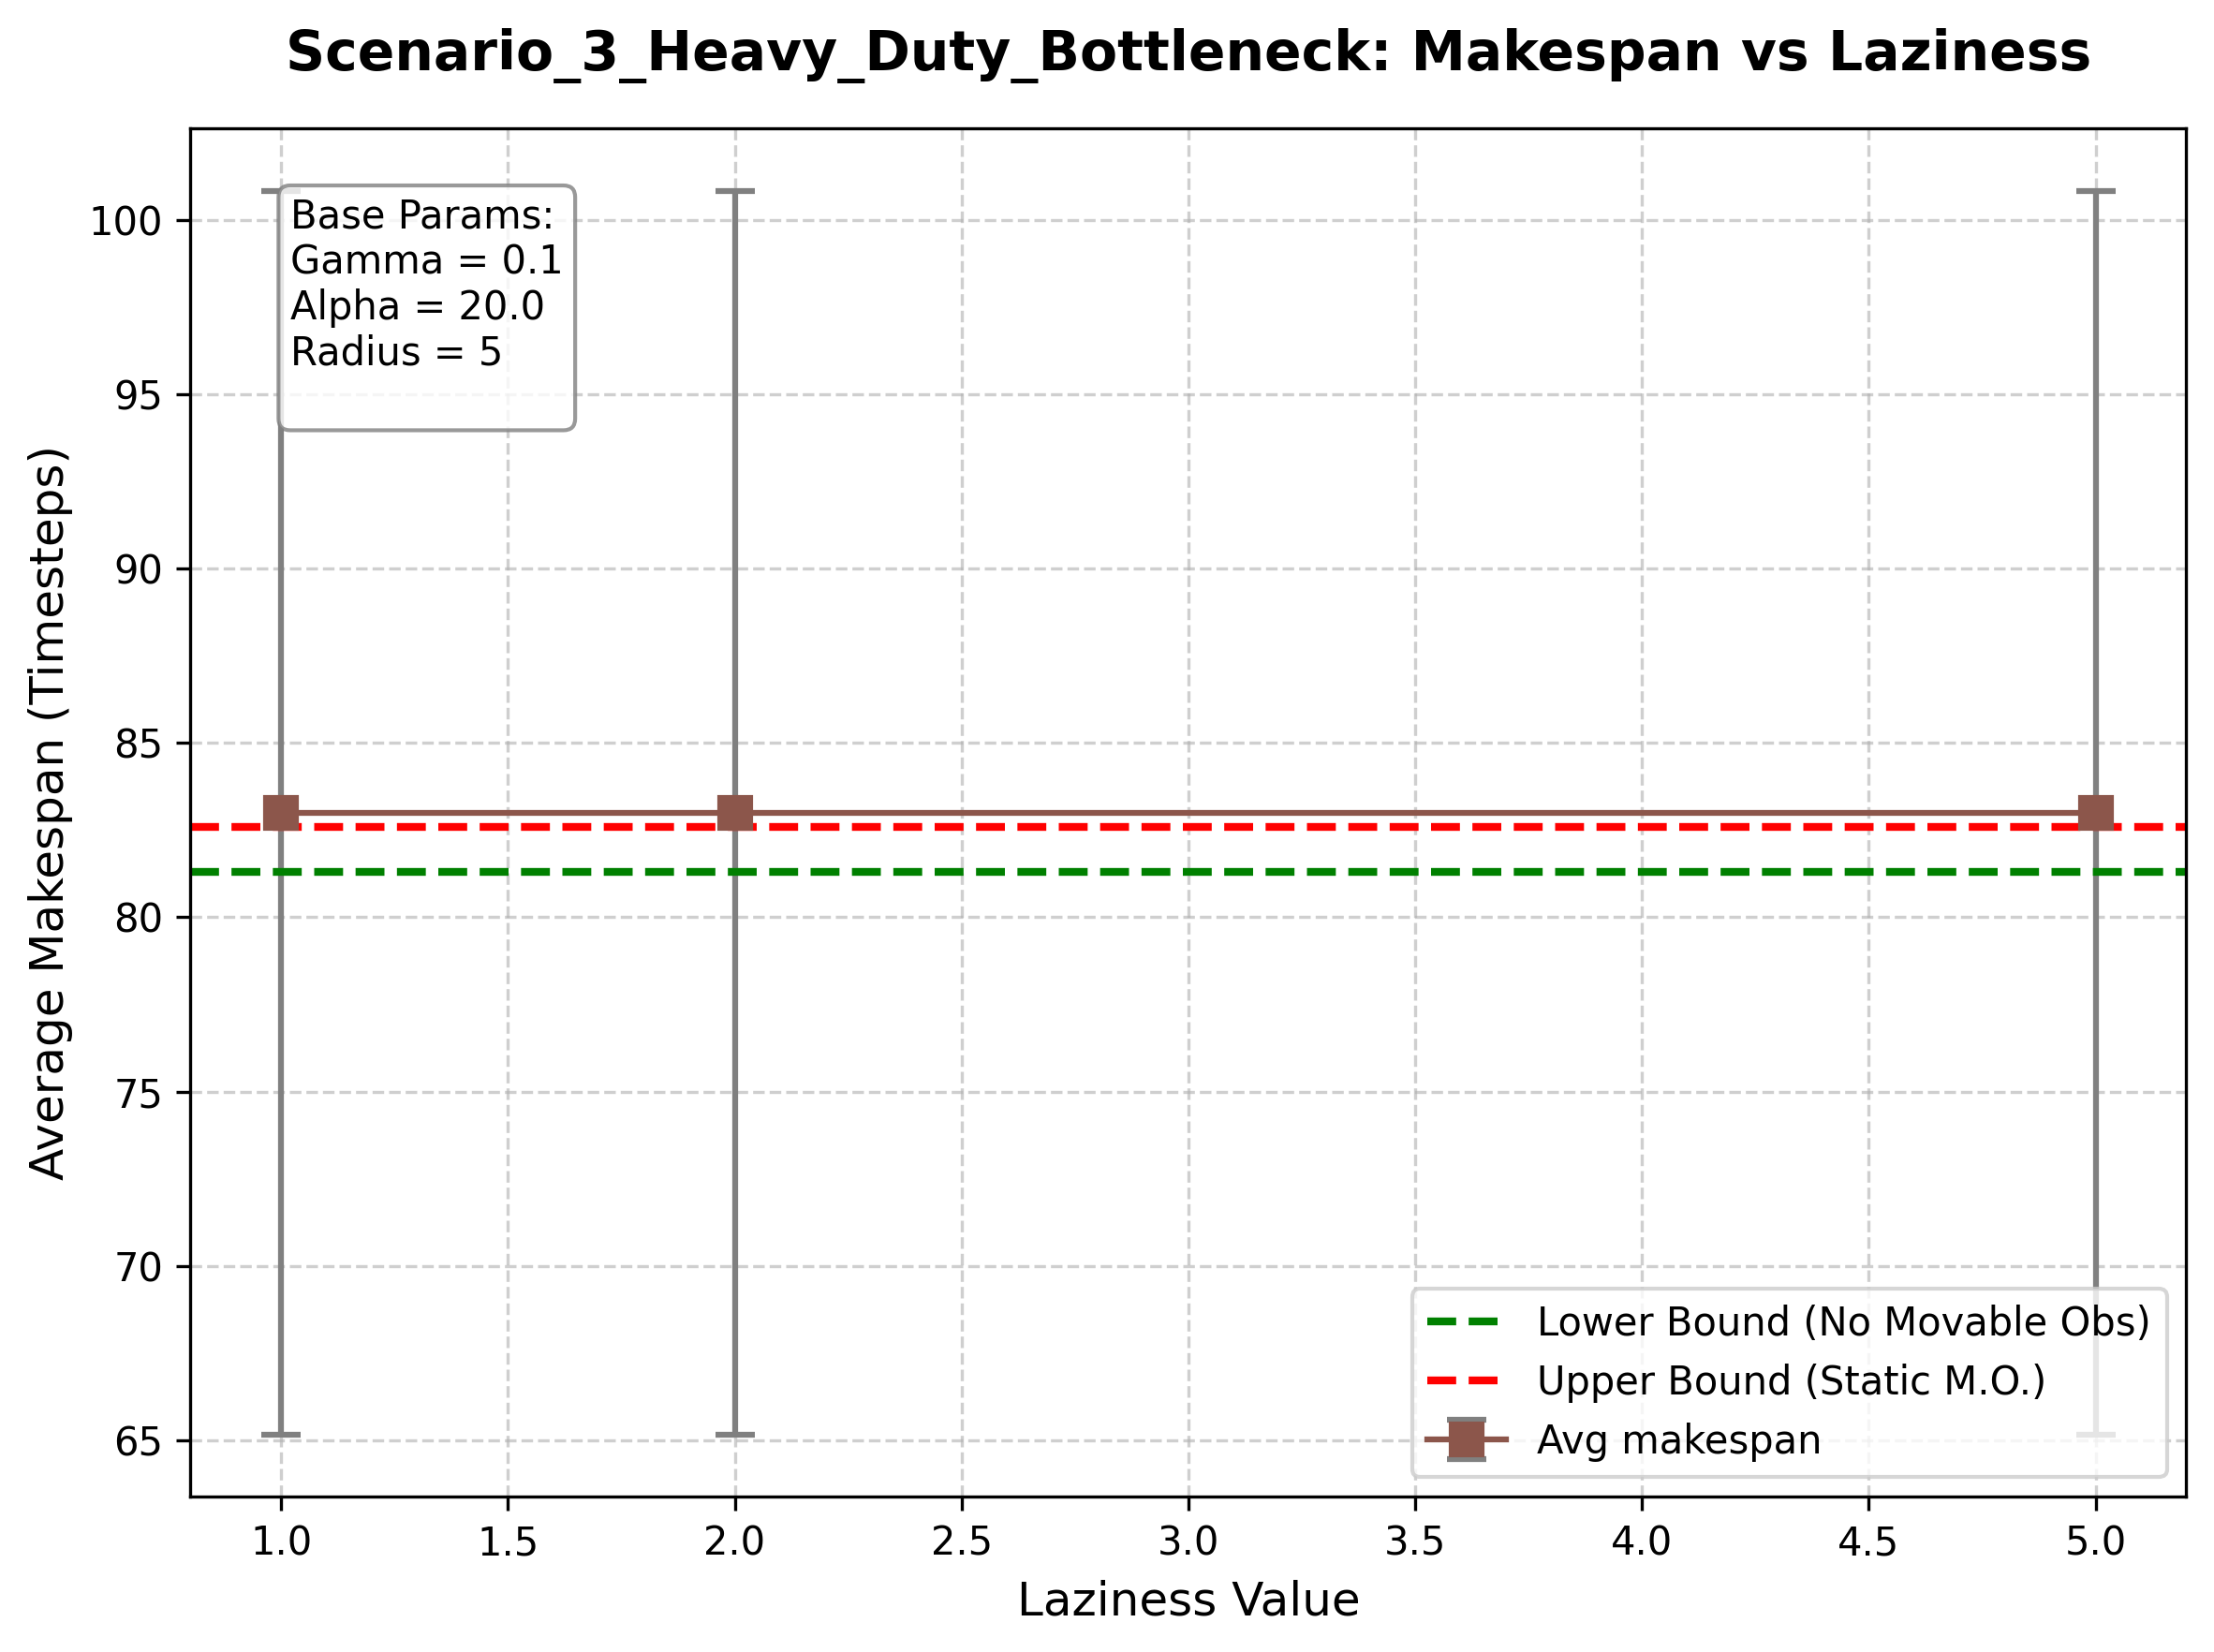 Scenario_3_Heavy_Duty_Bottleneck: Makespan vs Laziness
Average Makespan (Timesteps)
100
95
90
85
80
75
70
65
Base Params:
Gamma = 0.1
Alpha = 20.0
Radius = 5
Lower Bound (No Movable Obs)
Upper Bound (Static M.O.)
Avg makespan
1.0 1.5 2.0 2.5 3.0 3.5 4.0 4.5 5.0
Laziness Value